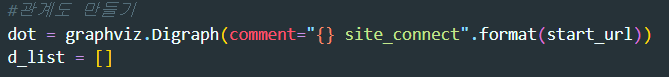 #관계도 만들기
dot = graphviz.Digraph(comment="{} site_connect".format(start_url))
d_list = []